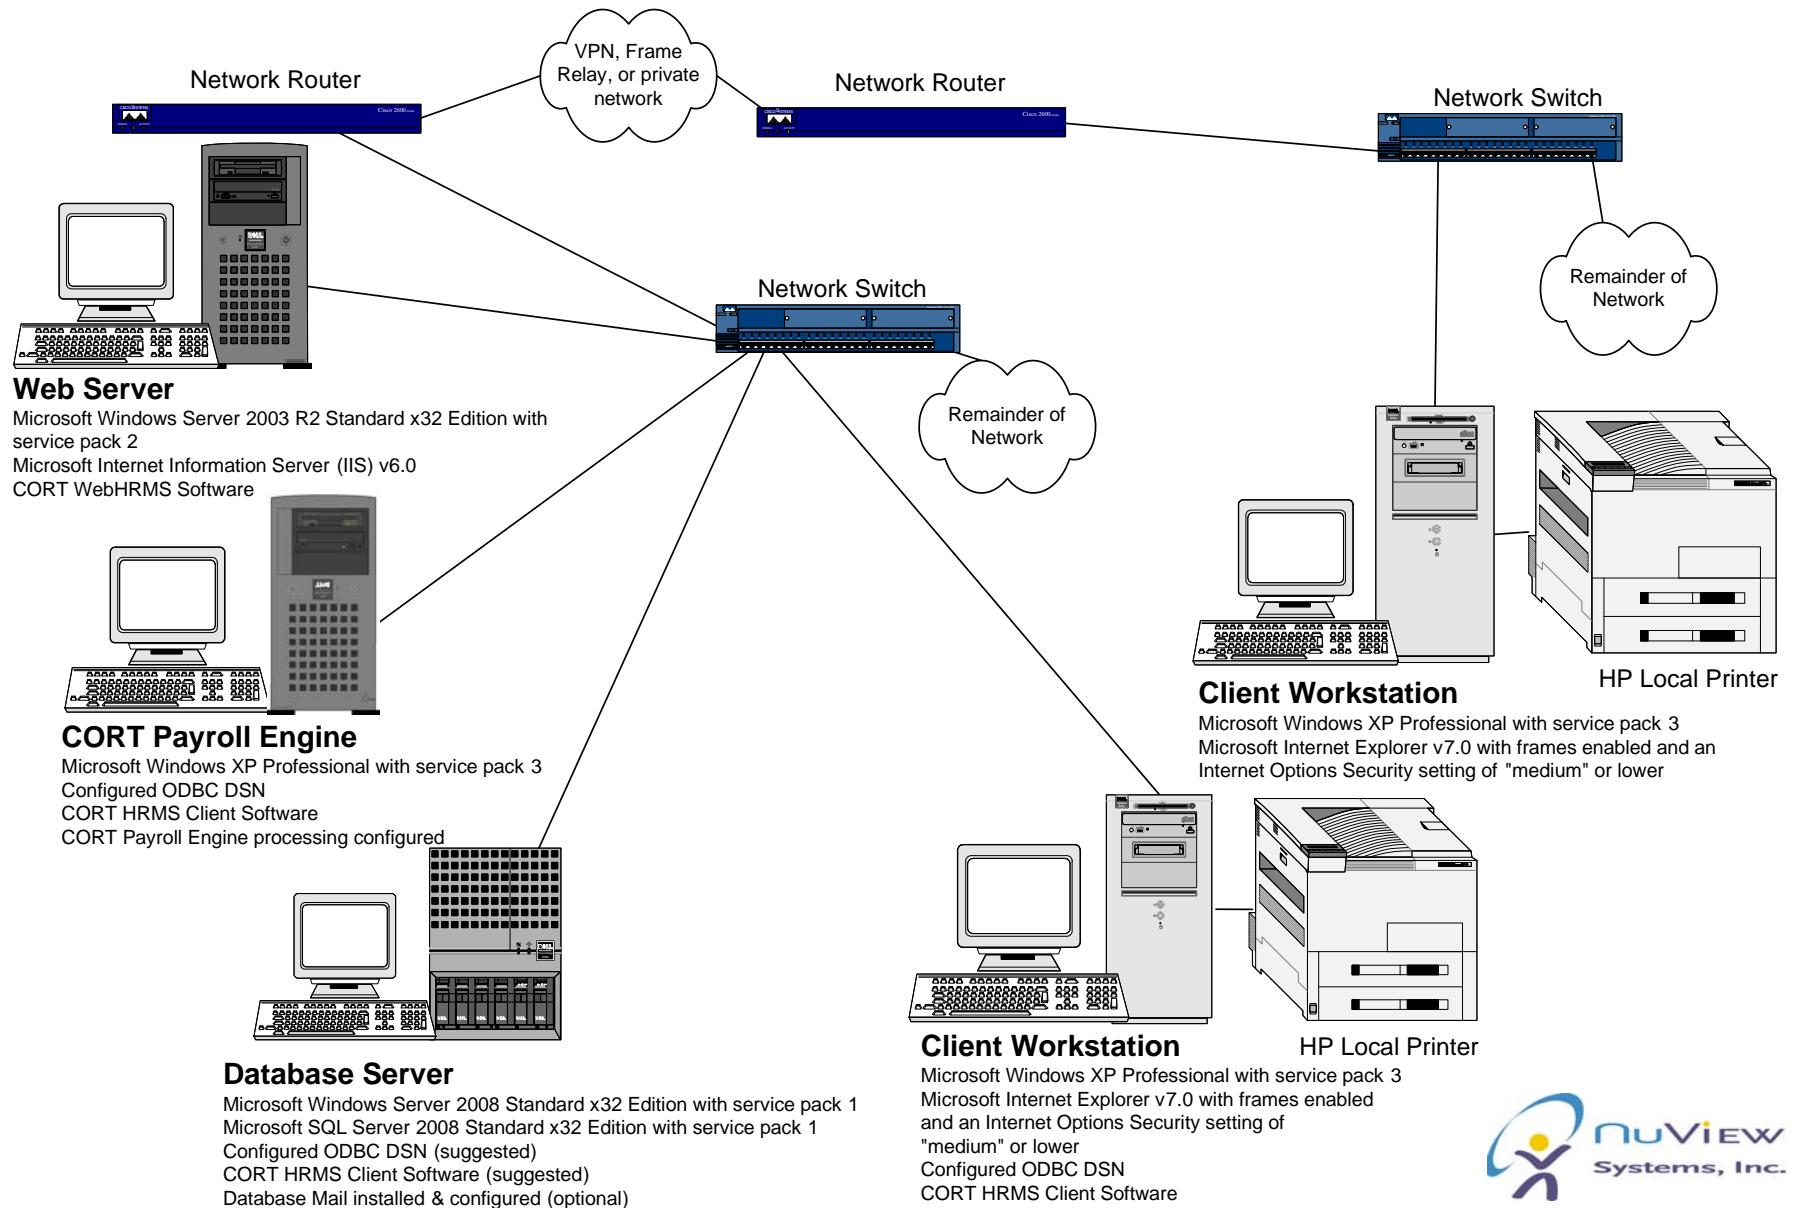 VPN, Frame
Relay, or private
network
Network Router
Network Router
Network Switch
CISCO SYSTEMS
Cisco 2600
CISCO SYSTEMS
Cisco 2600
Remainder of
Network
Network Switch
Remainder of
Network
Web Server
Microsoft Windows Server 2003 R2 Standard x32 Edition with
service pack 2
Microsoft Internet Information Server (IIS) v6.0
CORT WebHRMS Software
CORT Payroll Engine
Microsoft Windows XP Professional with service pack 3
Configured ODBC DSN
CORT HRMS Client Software
CORT Payroll Engine processing configured
HP Local Printer
Client Workstation
Microsoft Windows XP Professional with service pack 3
Microsoft Internet Explorer v7.0 with frames enabled and an
Internet Options Security setting of "medium" or lower
Database Server
Microsoft Windows Server 2008 Standard x32 Edition with service pack 1
Microsoft SQL Server 2008 Standard x32 Edition with service pack 1
Configured ODBC DSN (suggested)
CORT HRMS Client Software (suggested)
Database Mail installed & configured (optional)
Client Workstation
HP Local Printer
Microsoft Windows XP Professional with service pack 3
Microsoft Internet Explorer v7.0 with frames enabled
and an Internet Options Security setting of
"medium" or lower
Configured ODBC DSN
CORT HRMS Client Software
nuView
Systems, Inc.